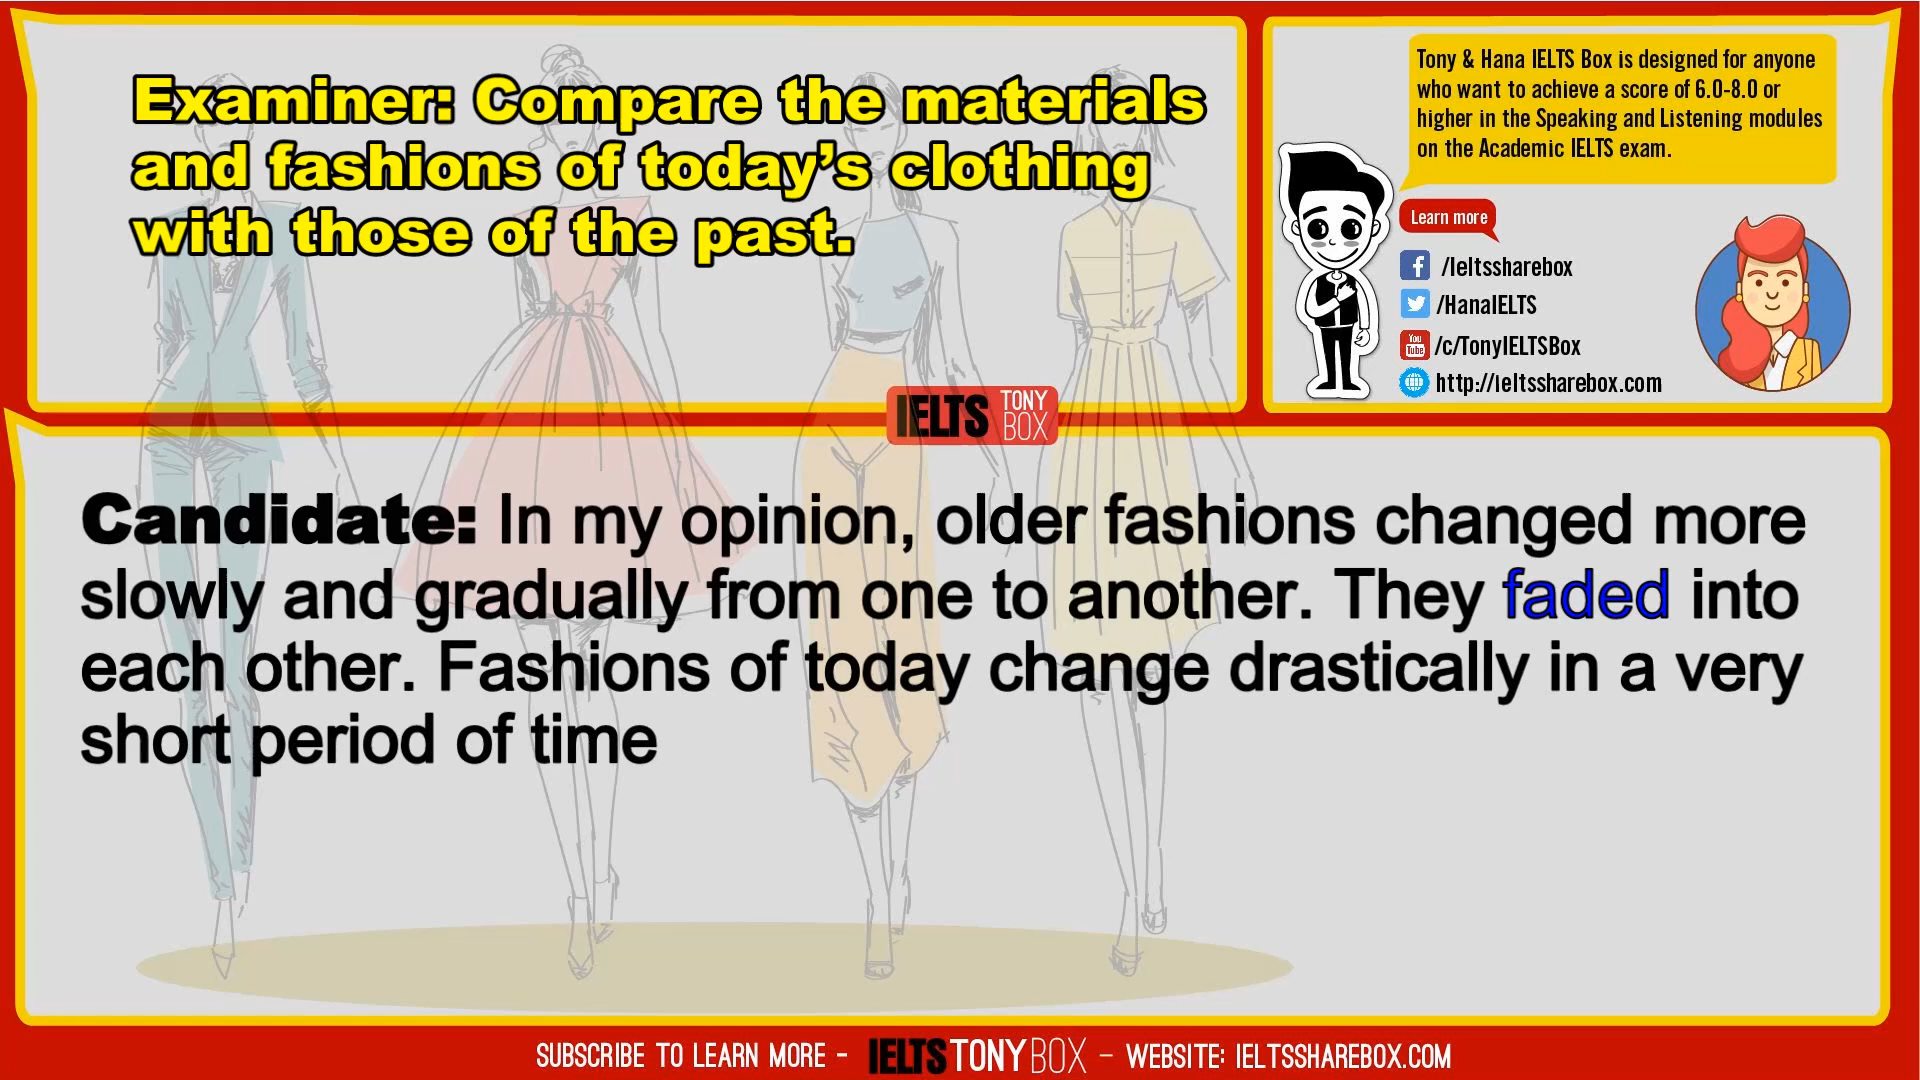 Examiner: Compare the materials
and fashions of today’s clothing
with those of the past.
Tony & Hana IELTS Box is designed for anyone
who want to achieve a score of 6.0-8.0 or
higher in the Speaking and Listening modules
on the Academic IELTS exam.
Learn more
/Ieltssharebox
/HanaIELTS
You Tube /c/TonyIELTSBox
http://ieltssharebox.com
IELTS TONY BOX
Candidate: In my opinion, older fashions changed more
slowly and gradually from one to another. They faded into
each other. Fashions of today change drastically in a very
short period of time
SUBSCRIBE TO LEARN MORE - IELTS TONY BOX - WEBSITE: IELTSSHAREBOX.COM